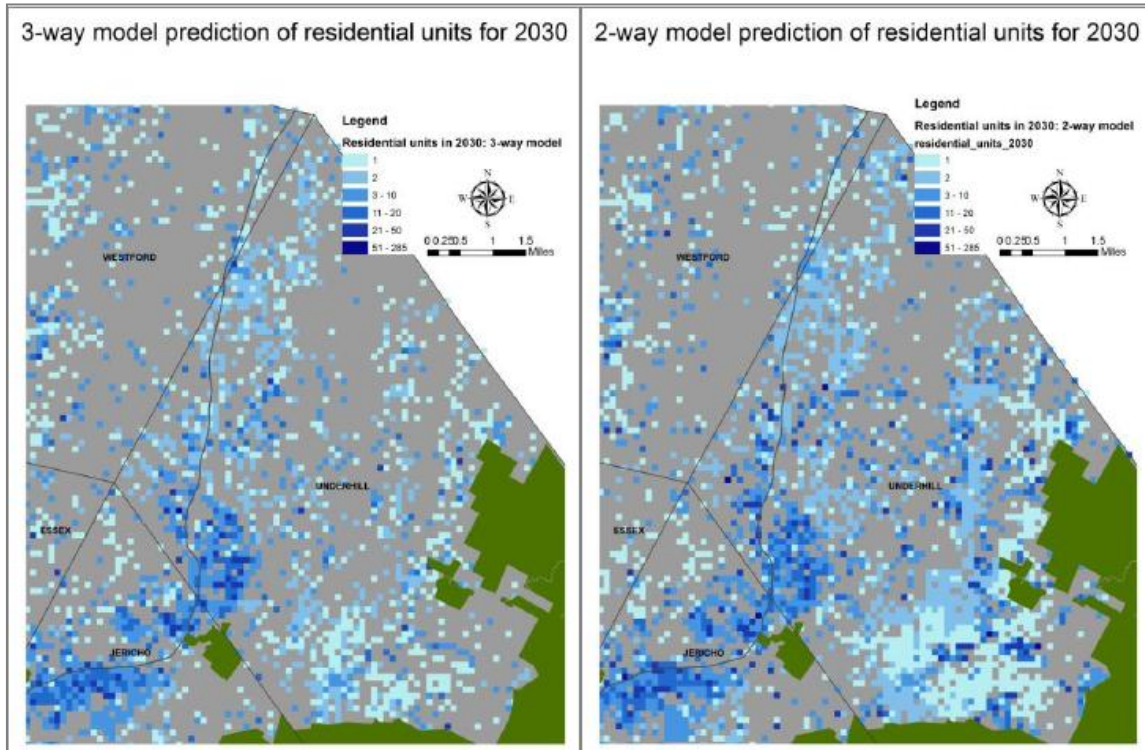 3-way model prediction of residential units for 2030
Legend
Residential units in 2030: 3-way model
1
2
3 - 10
11 - 20
21 - 50
51 - 285
N
W E
S
0 0.25 0.5 1 1.5
Miles
WESTFORD
UNDERHILL
ESSEX
JERICHO
2-way model prediction of residential units for 2030
Legend
Residential units in 2030: 2-way model
residential_units_2030
1
2
3 - 10
11 - 20
21 - 50
51 - 285
N
W E
S
0 0.25 0.5 1 1.5
Miles
WESTFORD
UNDERHILL
ESSEX
JERICHO